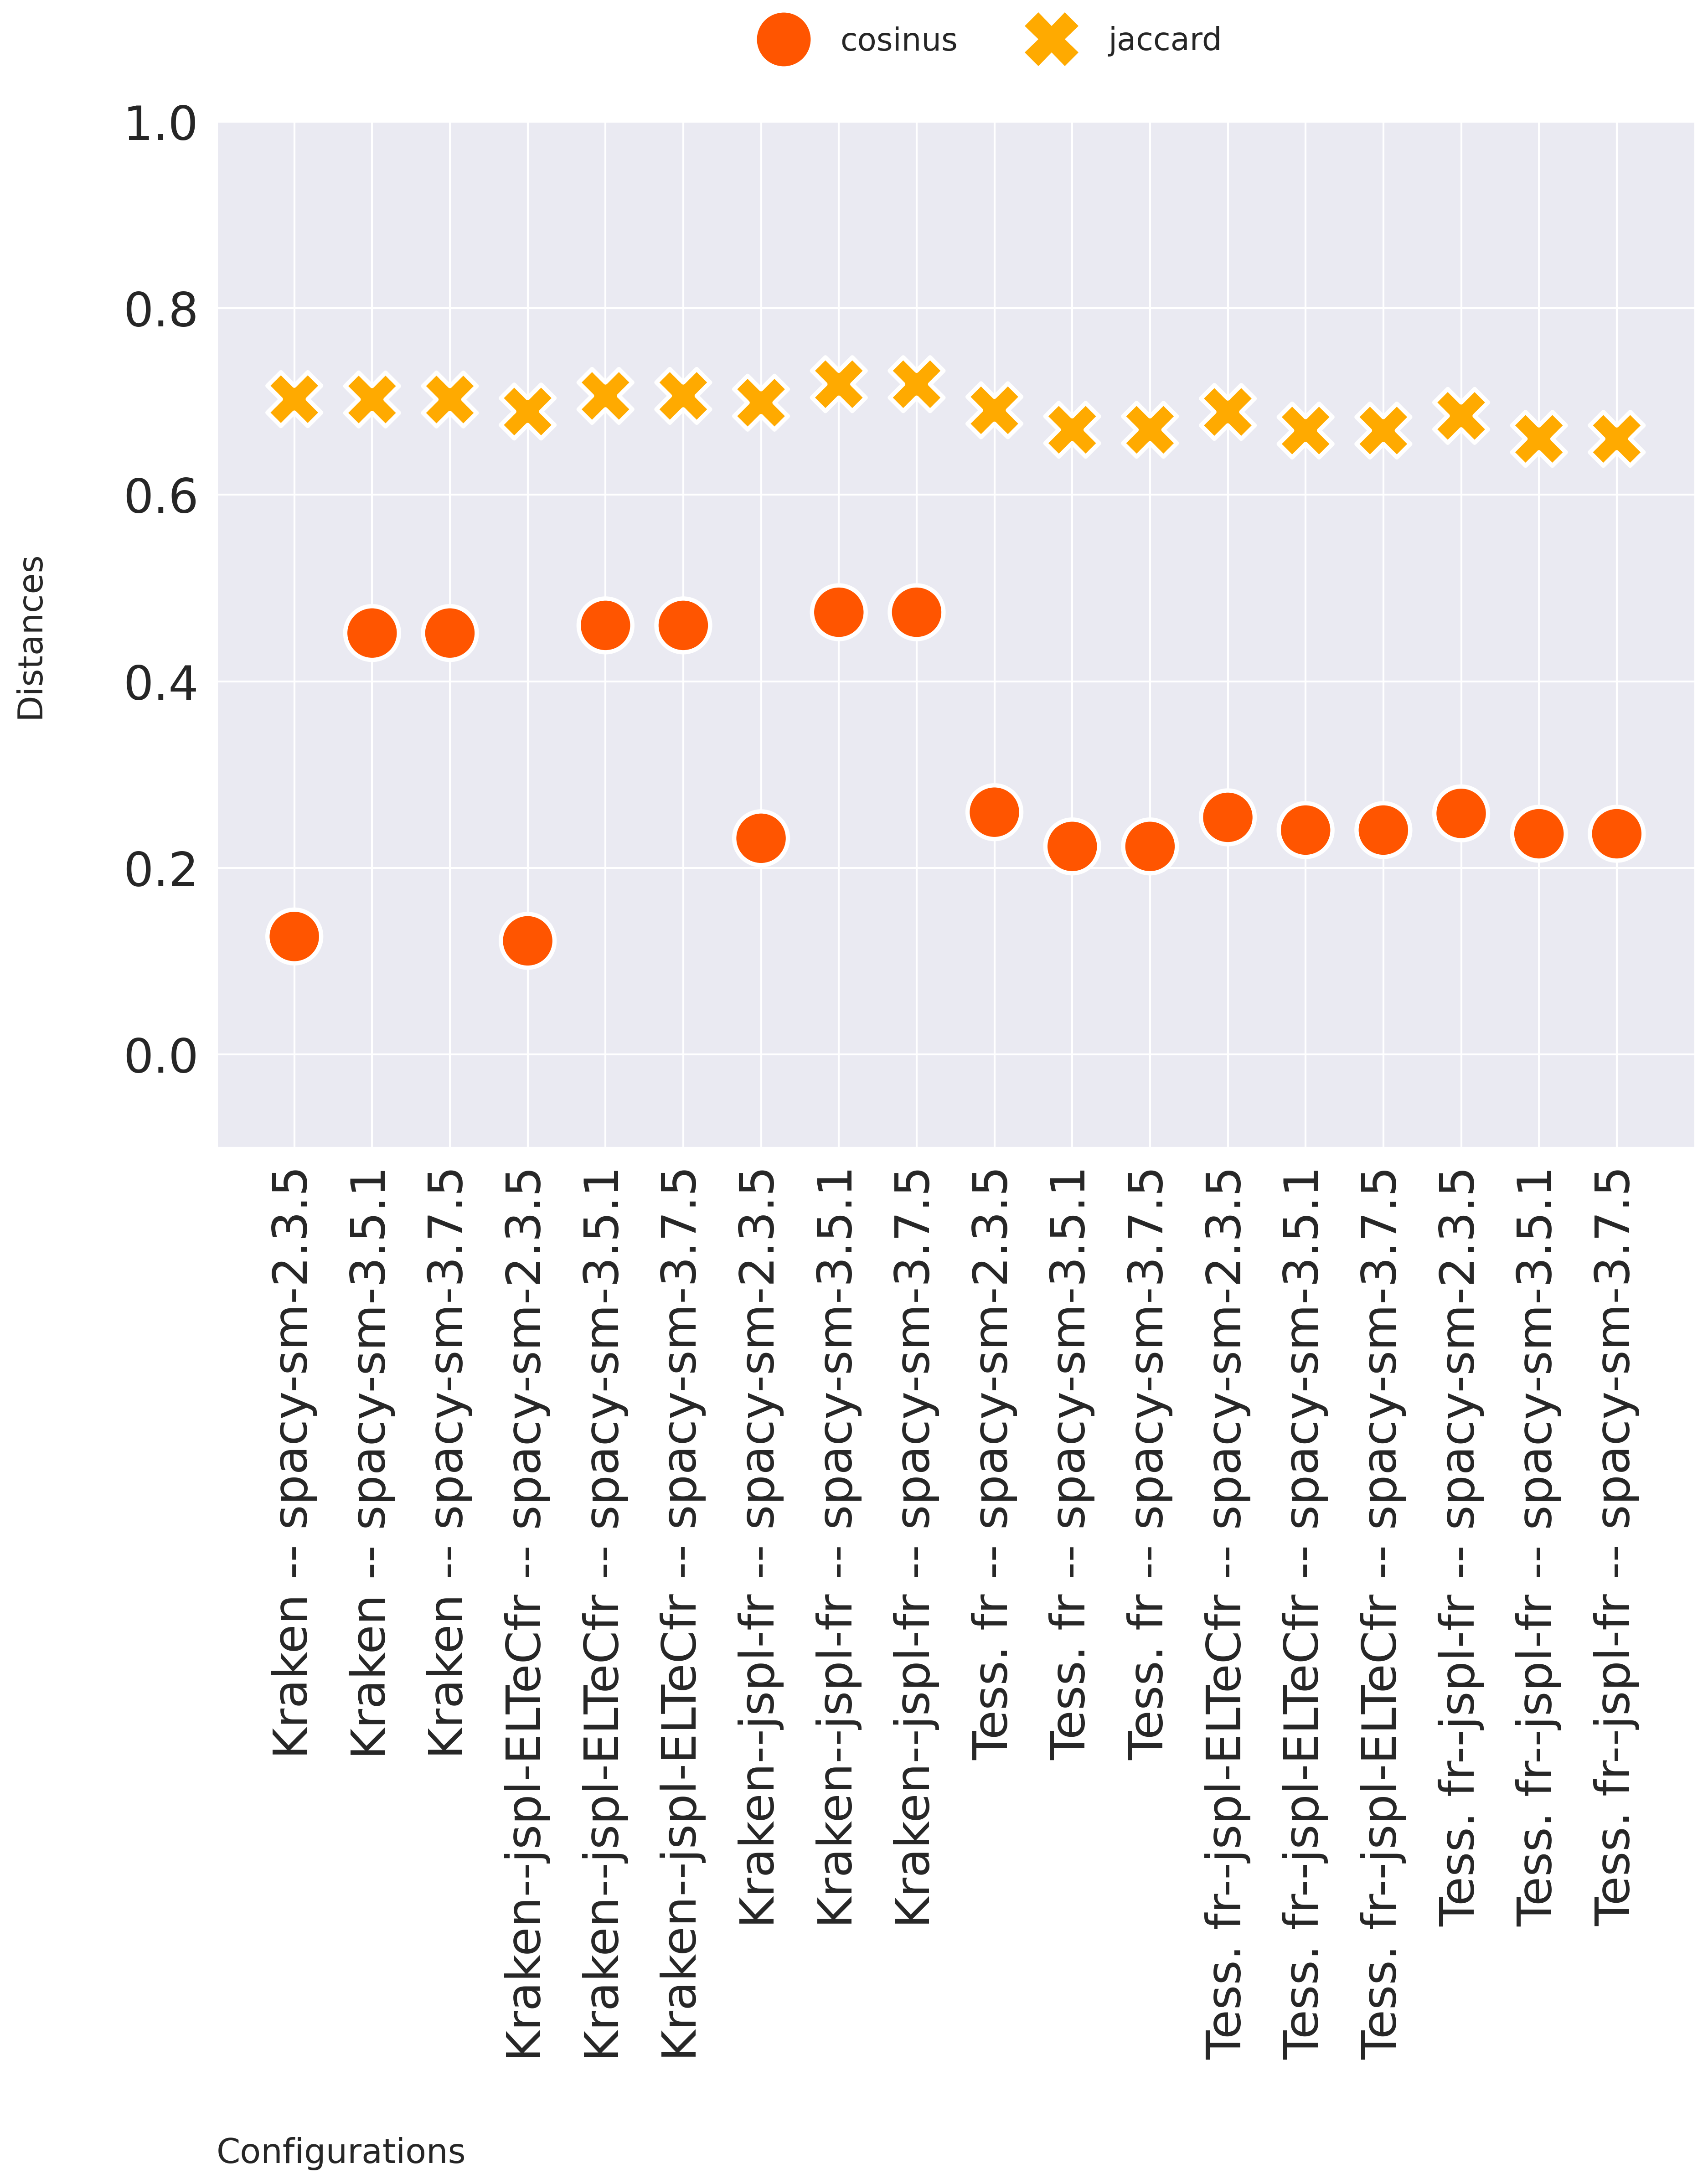 cosinus jaccard
1.0
0.8
0.6
0.4
0.2
0.0
Distances
Kraken -- spacy-sm-2.3.5
Kraken -- spacy-sm-3.5.1
Kraken -- spacy-sm-3.7.5
Kraken--jspl-ELTeCfr -- spacy-sm-2.3.5
Kraken--jspl-ELTeCfr -- spacy-sm-3.5.1
Kraken--jspl-ELTeCfr -- spacy-sm-3.7.5
Kraken--jspl-fr -- spacy-sm-2.3.5
Kraken--jspl-fr -- spacy-sm-3.5.1
Kraken--jspl-fr -- spacy-sm-3.7.5
Tess. fr -- spacy-sm-2.3.5
Tess. fr -- spacy-sm-3.5.1
Tess. fr -- spacy-sm-3.7.5
Tess. fr--jspl-ELTeCfr -- spacy-sm-2.3.5
Tess. fr--jspl-ELTeCfr -- spacy-sm-3.5.1
Tess. fr--jspl-ELTeCfr -- spacy-sm-3.7.5
Tess. fr--jspl-fr -- spacy-sm-2.3.5
Tess. fr--jspl-fr -- spacy-sm-3.5.1
Tess. fr--jspl-fr -- spacy-sm-3.7.5
Configurations